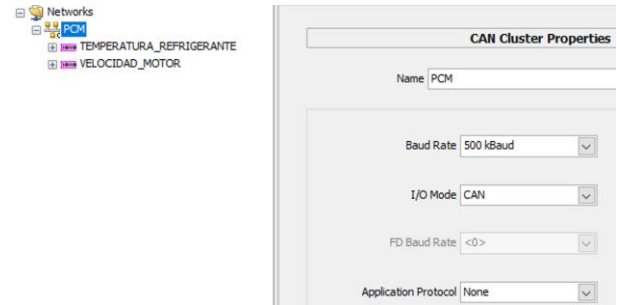 Networks
PCM
TEMPERATURA_REFRIGERANTE
VELOCIDAD_MOTOR
CAN Cluster Properties
Name PCM
Baud Rate 500 kBaud
I/O Mode CAN
FD Baud Rate <0>
Application Protocol None